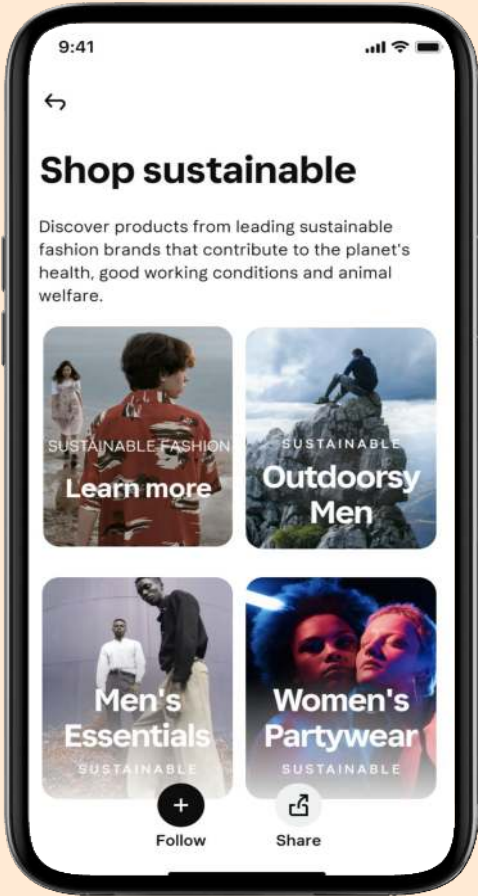 9:41
Shop sustainable
Discover products from leading sustainable
fashion brands that contribute to the planet's
health, good working conditions and animal
welfare.
SUSTAINABLE FASHION
Learn more
SUSTAINABLE
Outdoorsy
Men
Men's
Essentials
SUSTAINABLE
Women's
Partywear
SUSTAINABLE
Follow
Share